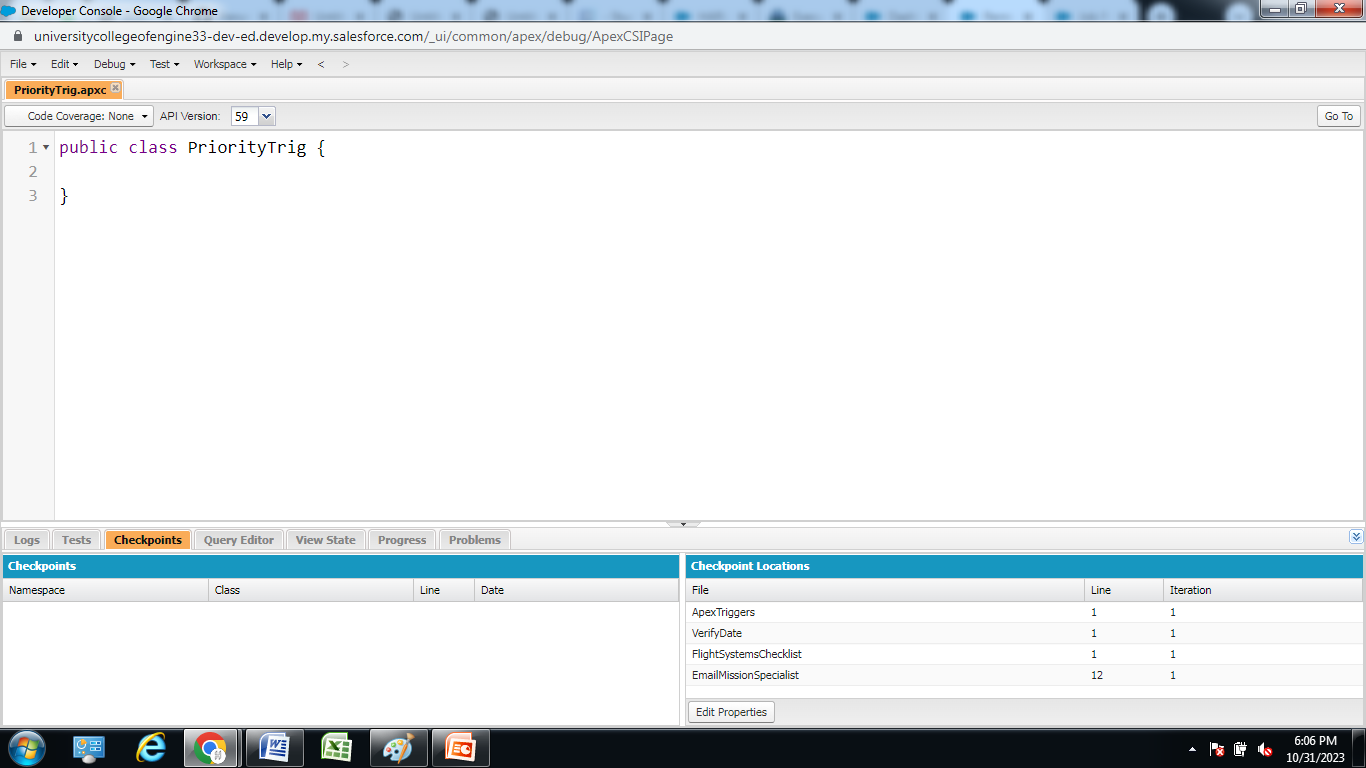 Developer Console - Google Chrome
universitycollegeofengine33-dev-ed.develop.my.salesforce.com/_ui/common/apex/debug/ApexCSIPage
File Edit Debug Test Workspace Help < >
PriorityTrig.apxc
Code Coverage: None API Version: 59 Go To
1 public class PriorityTrig {
2
3 }
Logs Tests Checkpoints Query Editor View State Progress Problems
Checkpoints Checkpoint Locations
Namespace Class Line Date File Line Iteration
ApexTriggers 1 1
VerifyDate 1 1
FlightSystemsChecklist 1 1
EmailMissionSpecialist 12 1
Edit Properties
6:06 PM
10/31/2023